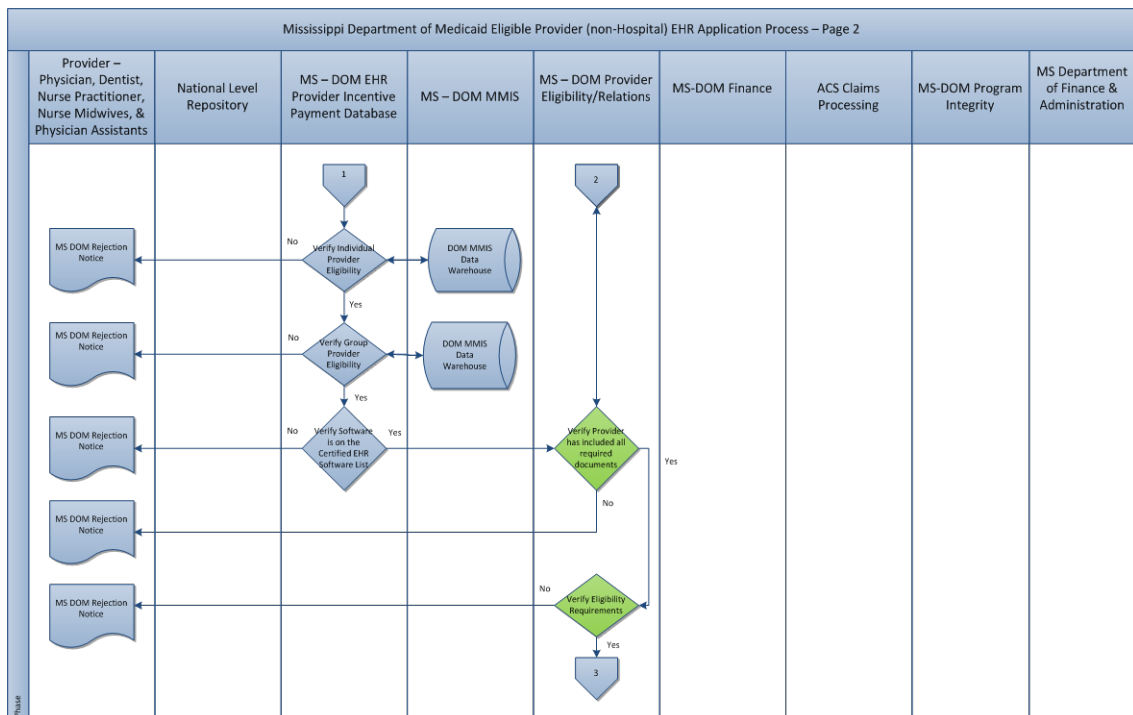 Mississippi Department of Medicaid Eligible Provider (non-Hospital) EHR Application Process – Page 2
Provider –
Physician, Dentist,
Nurse Practitioner,
Nurse Midwives, &
Physician Assistants
National Level
Repository
MS – DOM EHR
Provider Incentive
Payment Database
MS – DOM MMIS
MS – DOM Provider
Eligibility/Relations
MS-DOM Finance
ACS Claims
Processing
MS-DOM Program
Integrity
MS Department
of Finance &
Administration
1
2
MS DOM Rejection
Notice
No
Verify Individual
Provider
Eligibility
DOM MMIS
Data
Warehouse
Yes
MS DOM Rejection
Notice
No
Verify Group
Provider
Eligibility
DOM MMIS
Data
Warehouse
Yes
MS DOM Rejection
Notice
No
Verify Software
is on the
Certified EHR
Software List
Yes
Verify Provider
has included all
required
documents
Yes
No
MS DOM Rejection
Notice
MS DOM Rejection
Notice
No
Verify Eligibility
Requirements
Yes
3
Phase